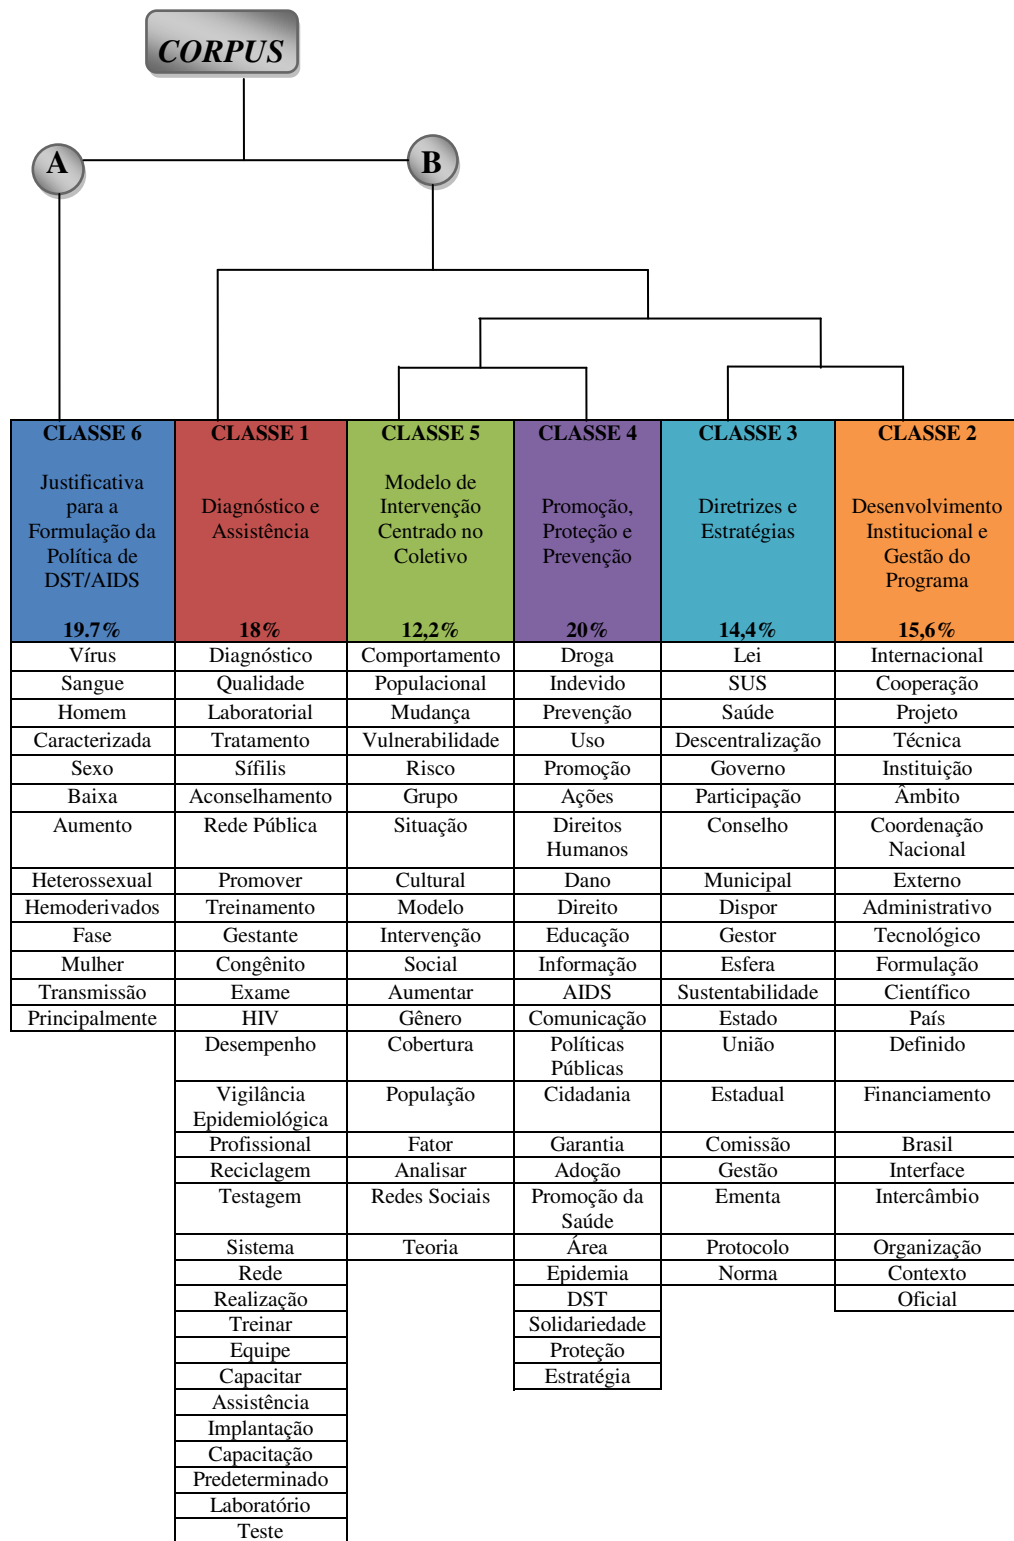 CORPUS
A
B
CLASSE 6
Justificativa
para a
Formulação da
Política de
DST/AIDS
19.7%
Vírus
Sangue
Homem
Caracterizada
Sexo
Baixa
Aumento
Heterossexual
Hemoderivados
Fase
Mulher
Transmissão
Principalmente
CLASSE 1
Diagnóstico e
Assistência
18%
Diagnóstico
Qualidade
Laboratorial
Tratamento
Sífilis
Aconselhamento
Rede Pública
Promover
Treinamento
Gestante
Congênito
Exame
HIV
Desempenho
Vigilância
Epidemiológica
Profissional
Reciclagem
Testagem
Sistema
Rede
Realização
Treinar
Equipe
Capacitar
Assistência
Implantação
Capacitação
Predeterminado
Laboratório
Teste
CLASSE 5
Modelo de
Intervenção
Centrado no
Coletivo
12,2%
Comportamento
Populacional
Mudança
Vulnerabilidade
Risco
Grupo
Situação
Cultural
Modelo
Intervenção
Social
Aumentar
Gênero
Cobertura
População
Fator
Analisar
Redes Sociais
Teoria
CLASSE 4
Promoção,
Proteção e
Prevenção
20%
Droga
Indevido
Prevenção
Uso
Promoção
Ações
Direitos
Humanos
Dano
Direito
Educação
Informação
AIDS
Comunicação
Políticas
Públicas
Cidadania
Garantia
Adoção
Promoção da
Saúde
Área
Epidemia
DST
Solidariedade
Proteção
Estratégia
CLASSE 3
Diretrizes e
Estratégias
14,4%
Lei
SUS
Saúde
Descentralização
Governo
Participação
Conselho
Municipal
Dispor
Gestor
Esfera
Sustentabilidade
Estado
União
Estadual
Comissão
Gestão
Ementa
Protocolo
Norma
CLASSE 2
Desenvolvimento
Institucional e
Gestão do
Programa
15,6%
Internacional
Cooperação
Projeto
Técnica
Instituição
Âmbito
Coordenação
Nacional
Externo
Administrativo
Tecnológico
Formulação
Científico
País
Definido
Financiamento
Brasil
Interface
Intercâmbio
Organização
Contexto
Oficial